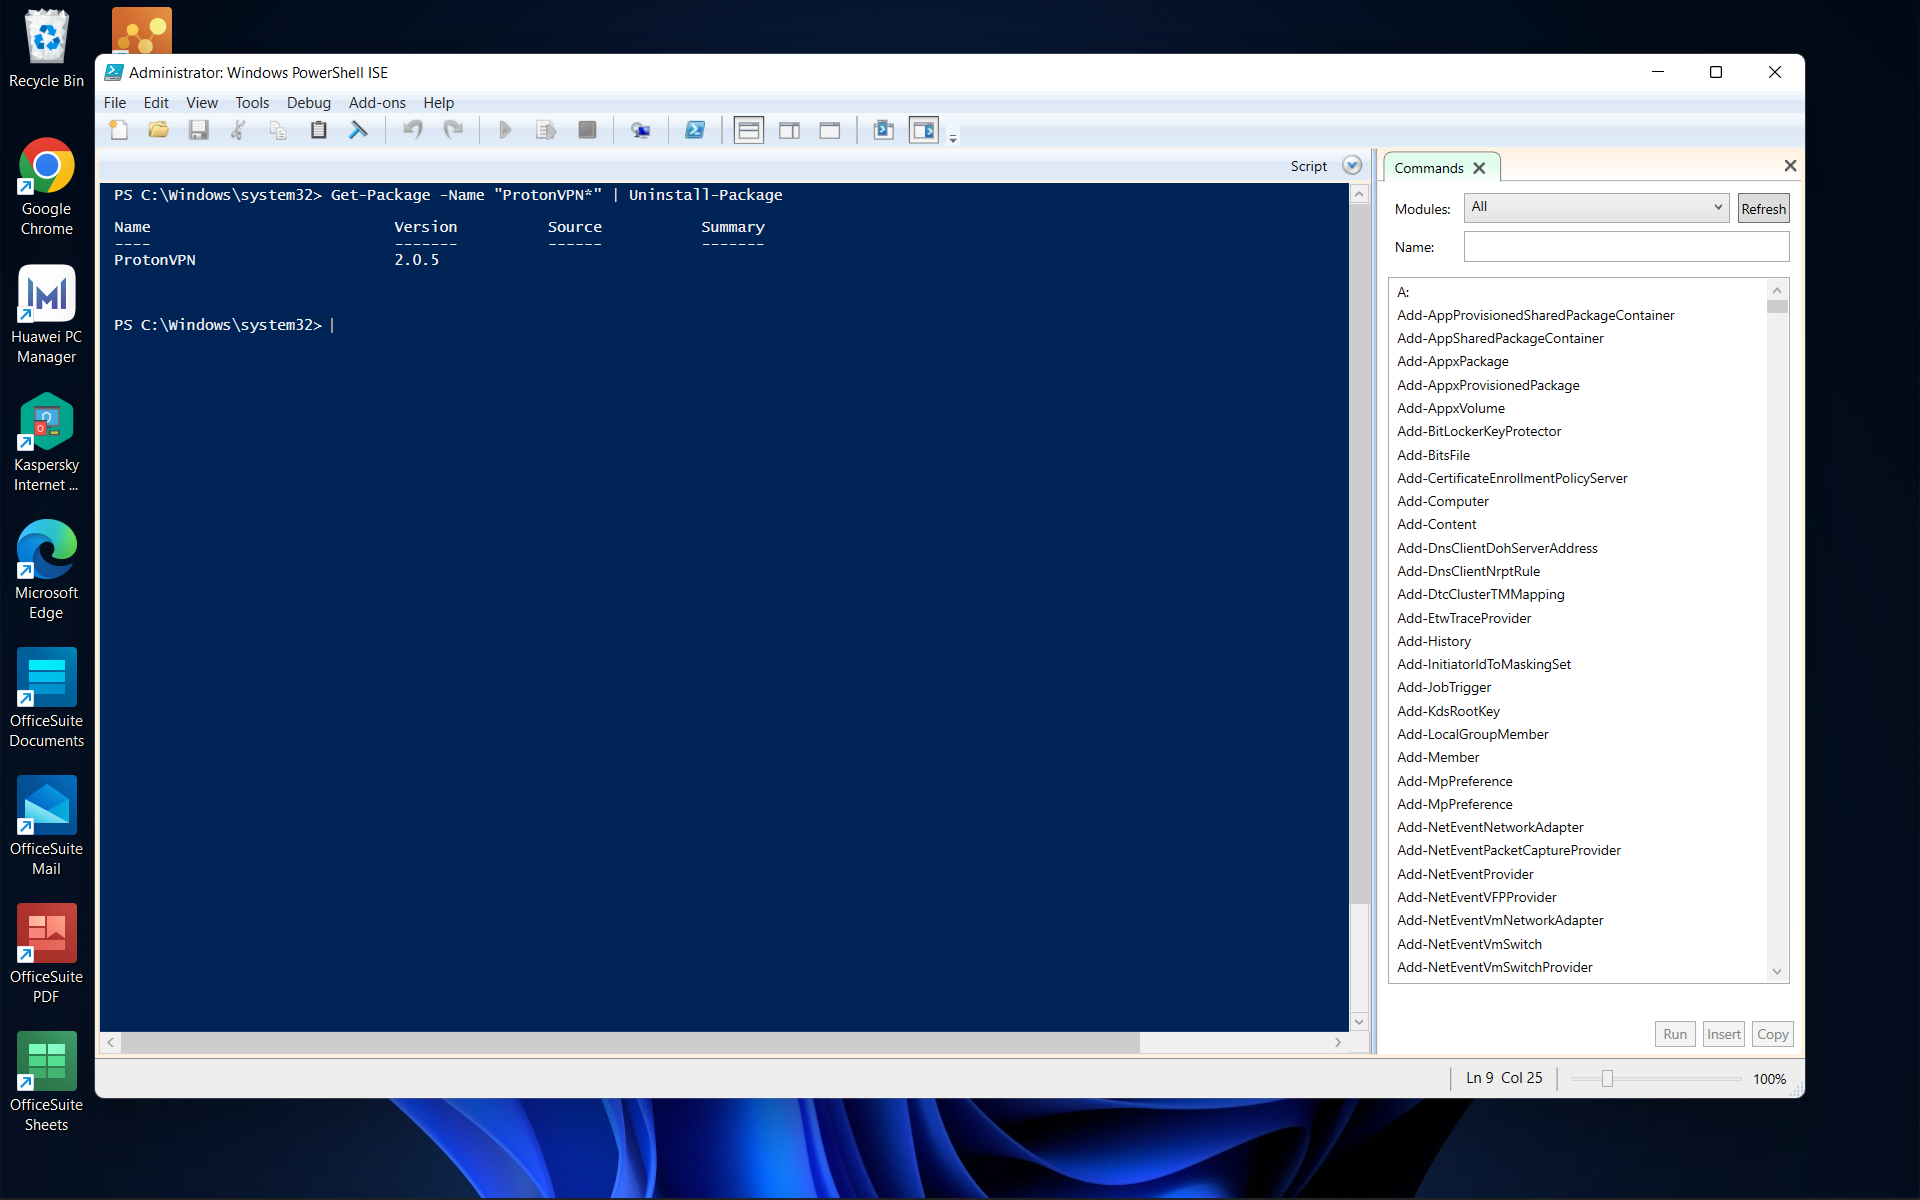 Recycle Bin
Google
Chrome
Huawei PC
Manager
Kaspersky
Internet ...
Microsoft
Edge
OfficeSuite
Documents
OfficeSuite
Mail
OfficeSuite
PDF
OfficeSuite
Sheets
Administrator: Windows PowerShell ISE
File Edit View Tools Debug Add-ons Help
Script
PS C:\Windows\system32> Get-Package -Name "ProtonVPN*" | Uninstall-Package
Name Version Source Summary
---- ------- ------ -------
ProtonVPN 2.0.5
PS C:\Windows\system32>
Commands
Modules: All Refresh
Name:
A:
Add-AppProvisionedSharedPackageContainer
Add-AppSharedPackageContainer
Add-AppxPackage
Add-AppxProvisionedPackage
Add-AppxVolume
Add-BitLockerKeyProtector
Add-BitsFile
Add-CertificateEnrollmentPolicyServer
Add-Computer
Add-Content
Add-DnsClientDohServerAddress
Add-DnsClientNrptRule
Add-DtcClusterTMMapping
Add-EtwTraceProvider
Add-History
Add-InitiatorIdToMaskingSet
Add-JobTrigger
Add-KdsRootKey
Add-LocalGroupMember
Add-Member
Add-MpPreference
Add-MpPreference
Add-NetEventNetworkAdapter
Add-NetEventPacketCaptureProvider
Add-NetEventProvider
Add-NetEventVFPProvider
Add-NetEventVmNetworkAdapter
Add-NetEventVmSwitch
Add-NetEventVmSwitchProvider
Run Insert Copy
Ln 9 Col 25 100%